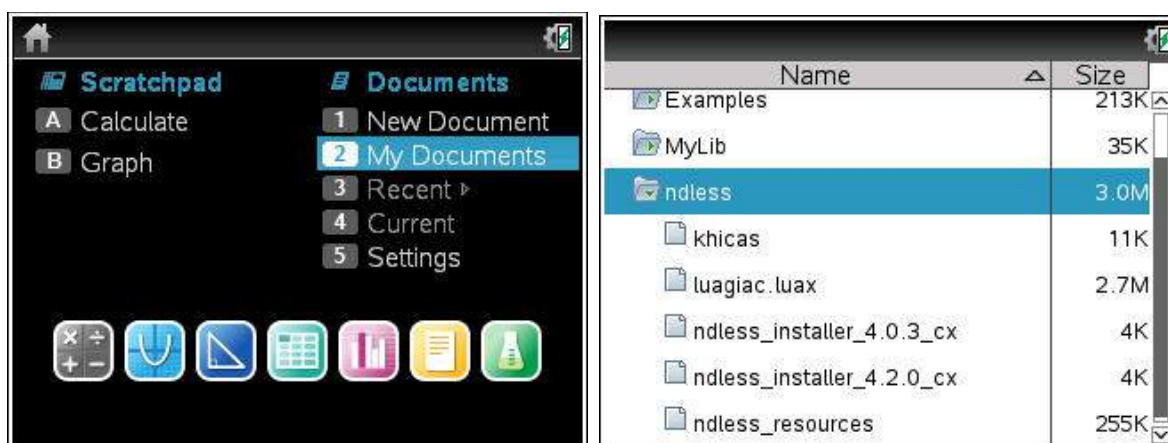 Scratchpad
A Calculate
B Graph
Documents
1 New Document
2 My Documents
3 Recent ▹
4 Current
5 Settings
Name Size
Examples 213K
MyLib 35K
ndless 3.0M
khicas 11K
luagiac.luax 2.7M
ndless_installer_4.0.3_cx 4K
ndless_installer_4.2.0_cx 4K
ndless_resources 255K